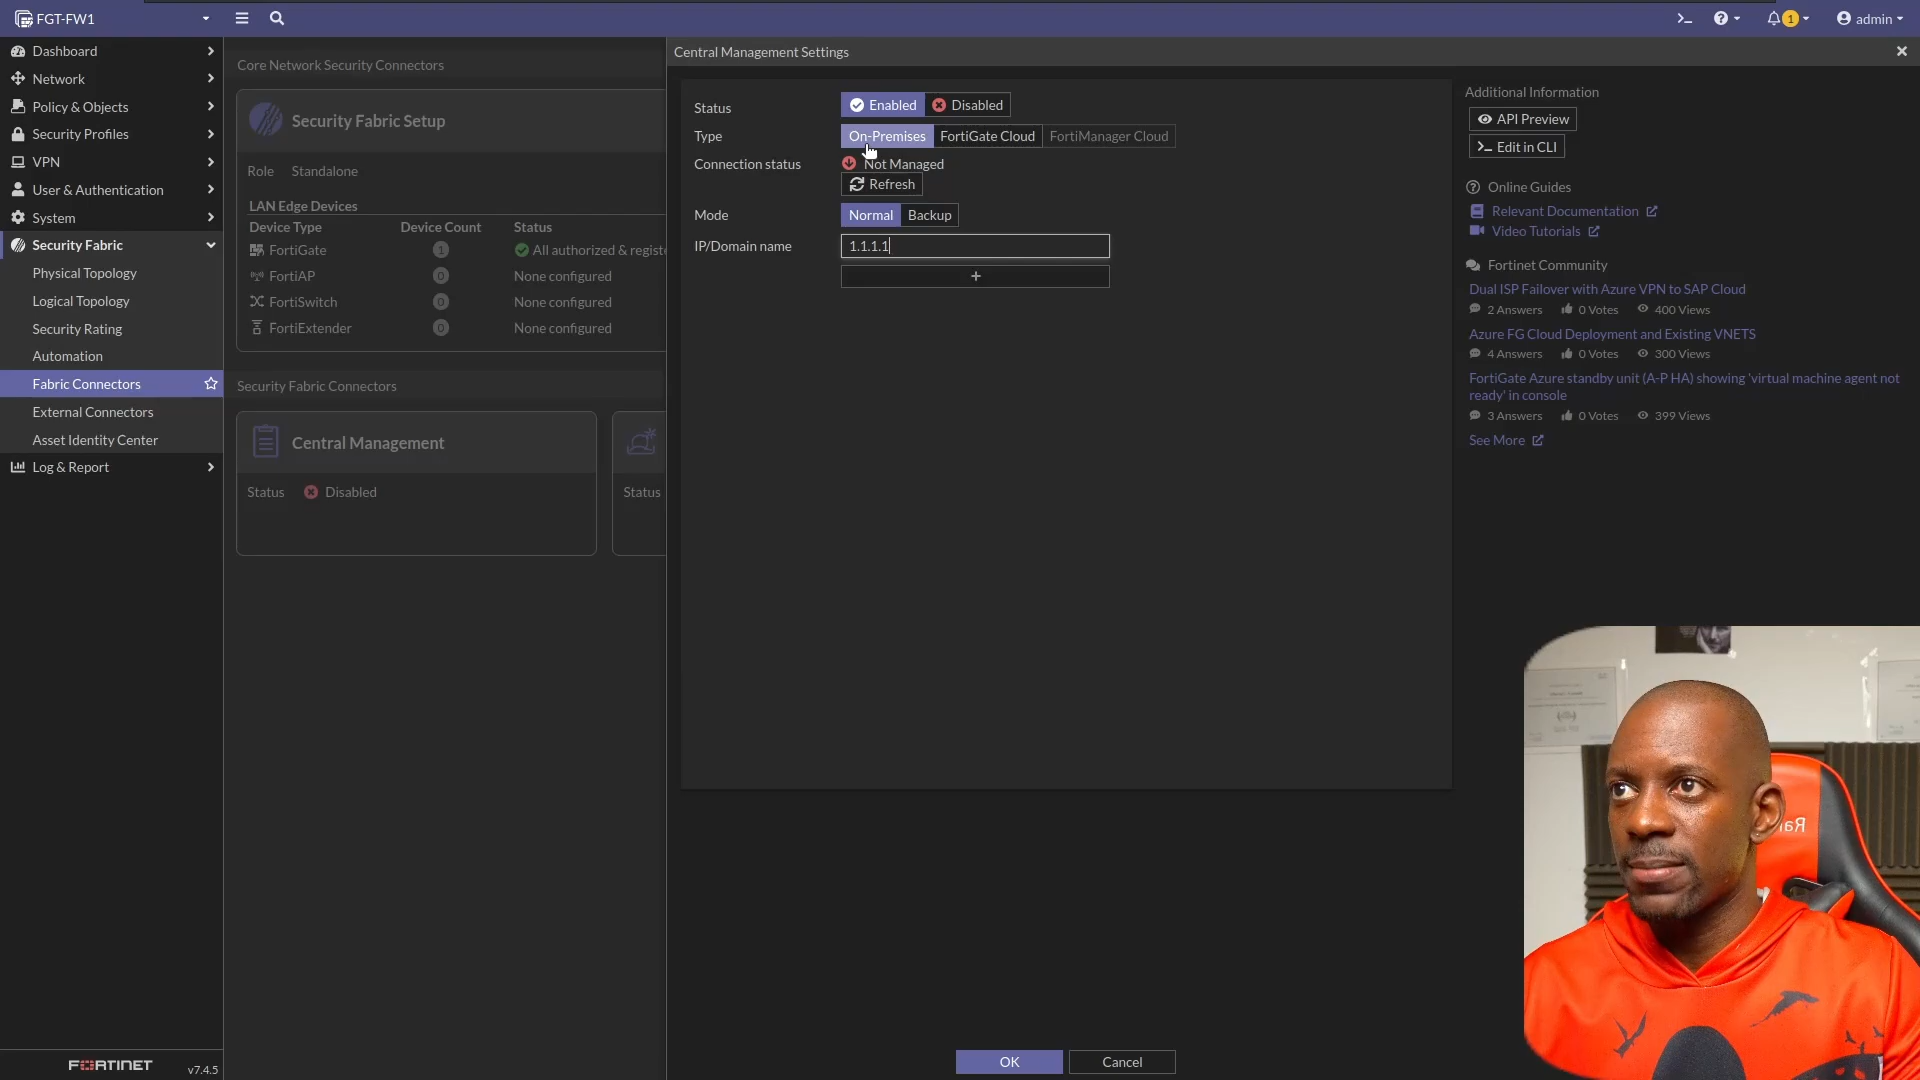 FGT-FW1
1
admin
Dashboard
Network
Policy & Objects
Security Profiles
VPN
User & Authentication
System
Security Fabric
Physical Topology
Logical Topology
Security Rating
Automation
Fabric Connectors
External Connectors
Asset Identity Center
Log & Report
FORTINET v7.4.5
Core Network Security Connectors
Security Fabric Setup
Role Standalone
LAN Edge Devices
Device Type Device Count Status
FortiGate 1 All authorized & registe
FortiAP 0 None configured
FortiSwitch 0 None configured
FortiExtender 0 None configured
Security Fabric Connectors
Central Management
Status Disabled
Status
Central Management Settings
Status Enabled Disabled
Type On-Premises FortiGate Cloud FortiManager Cloud
Connection status Not Managed
Refresh
Mode Normal Backup
IP/Domain name 1.1.1.1
+
OK Cancel
Additional Information
API Preview
Edit in CLI
Online Guides
Relevant Documentation
Video Tutorials
Fortinet Community
Dual ISP Failover with Azure VPN to SAP Cloud
2 Answers 0 Votes 400 Views
Azure FG Cloud Deployment and Existing VNETS
4 Answers 0 Votes 300 Views
FortiGate Azure standby unit (A-P HA) showing 'virtual machine agent not
ready' in console
3 Answers 0 Votes 399 Views
See More